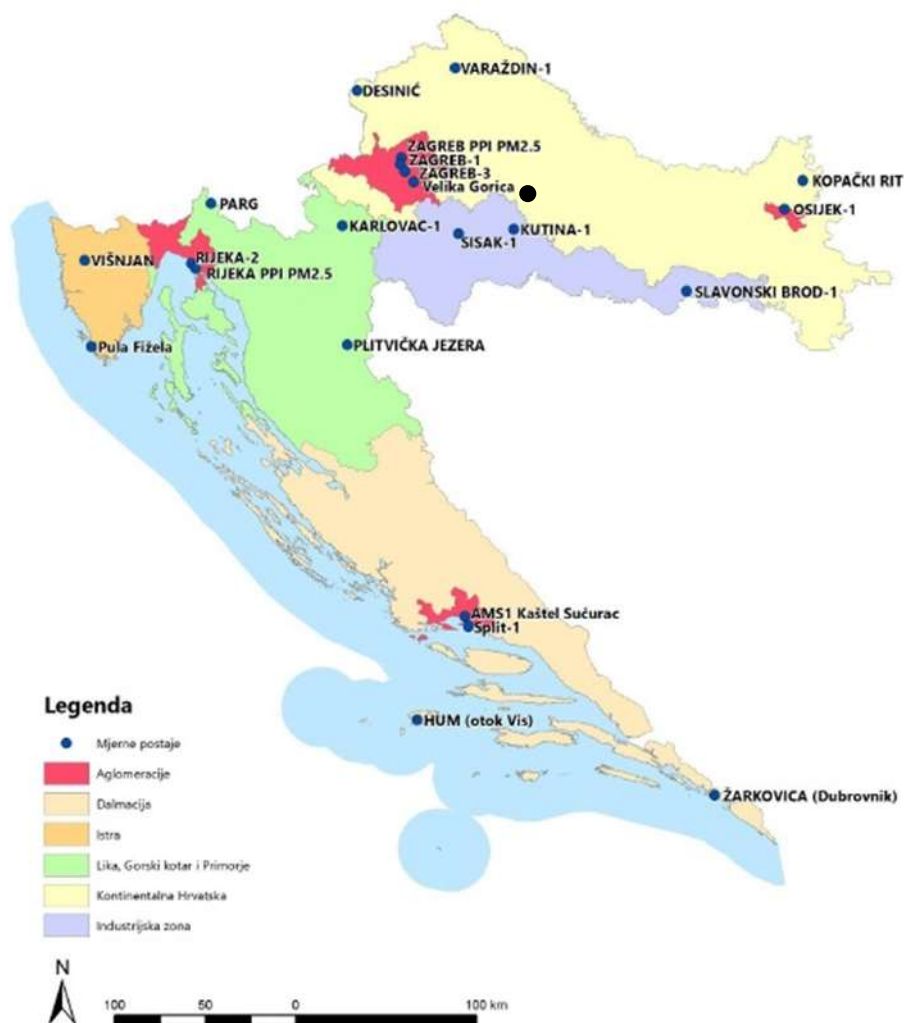 VARAŽDIN-1
DESINIĆ
ZAGREB PPI PM2.5
ZAGREB-1
ZAGREB-3
Velika Gorica
KOPAČKI RIT
PARG
OSIJEK-1
KARLOVAC-1
KUTINA-1
SISAK-1
RIJEKA-2
VIŠNJAN
RIJEKA PPI PM2.5
SLAVONSKI BROD-1
Pula Fižela
PLITVIČKA JEZERA
AMS1 Kaštel Sućurac
Split-1
Legenda
HUM (otok Vis)
Mjerne postaje
Aglomeracije
ŽARKOVICA (Dubrovnik)
Dalmacija
Istra
Lika, Gorski kotar i Primorje
Kontinentalna Hrvatska
Industrijska zona
N
100 50 0 100 km